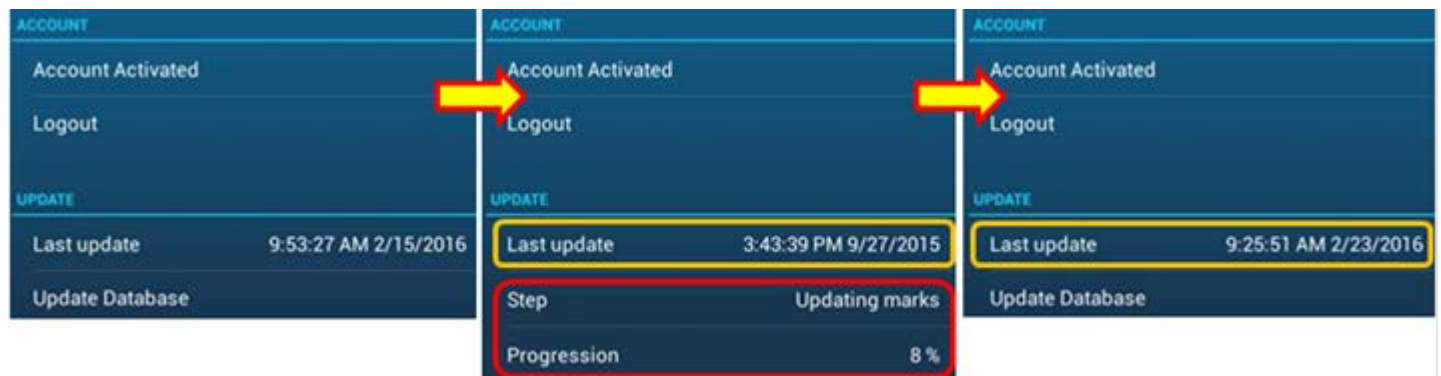 ACCOUNT
Account Activated
Logout
UPDATE
Last update 9:53:27 AM 2/15/2016
Update Database
ACCOUNT
Account Activated
Logout
UPDATE
Last update 3:43:39 PM 9/27/2015
Step Updating marks
Progression 8 %
ACCOUNT
Account Activated
Logout
UPDATE
Last update 9:25:51 AM 2/23/2016
Update Database